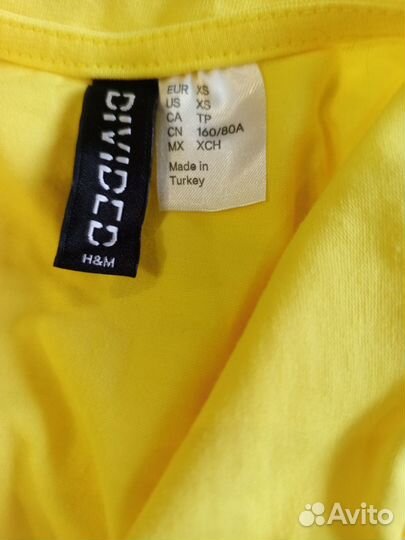 DIVIDED
H&M
EUR XS
US XS
CA TP
CN 160/80A
MX XCH
Made in
Turkey
Avito